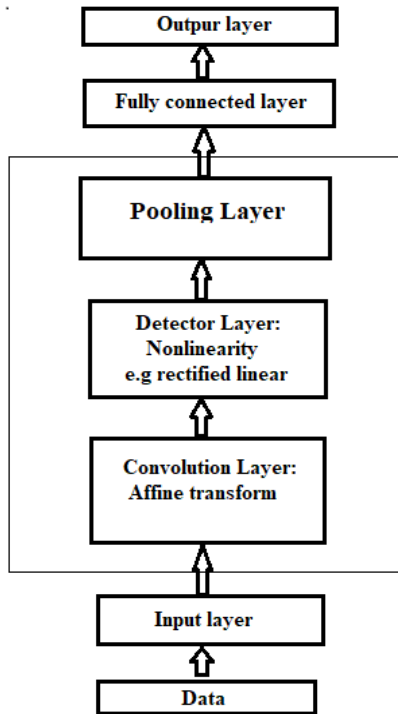 Outpur layer
Fully connected layer
Pooling Layer
Detector Layer:
Nonlinearity
e.g rectified linear
Convolution Layer:
Affine transform
Input layer
Data